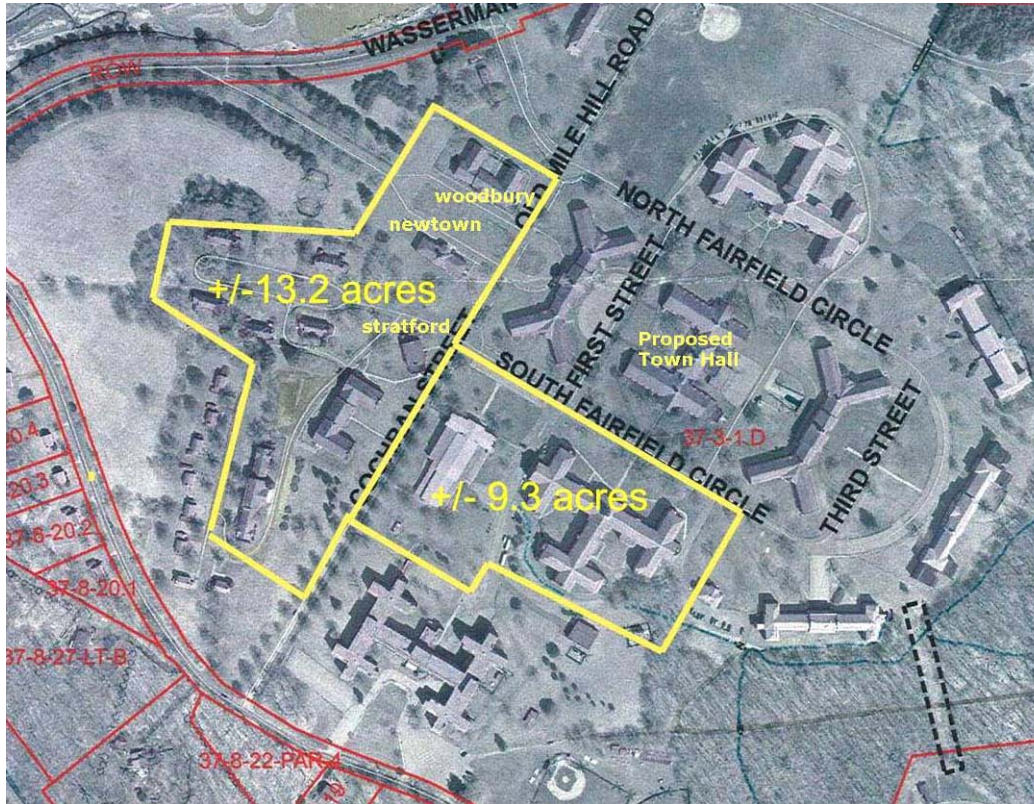 WASSERMAN
ROW
OLD MILE HILL ROAD
woodbury
newtown
NORTH FAIRFIELD CIRCLE
+/-13.2 acres
stratford
FIRST STREET
Proposed
Town Hall
COCHRAN STREET
SOUTH FAIRFIELD CIRCLE
37-3-1 D
THIRD STREET
+/- 9.3 acres
20.4
20.3
37-8-20.2
37-8-20.1
37-8-27-LT-B
37-8-22-PAR-4
19